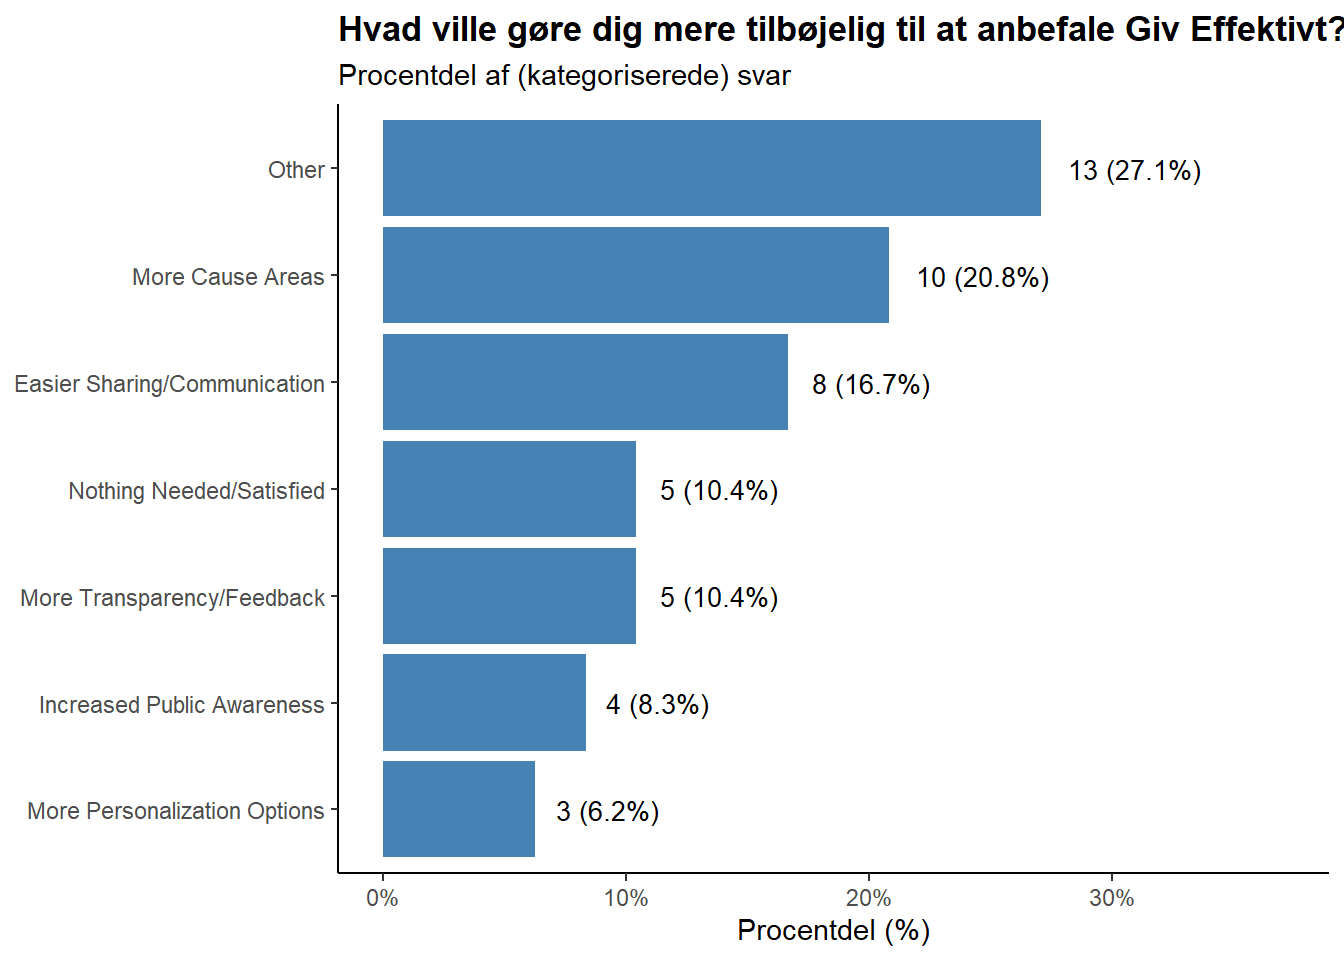 Hvad ville gøre dig mere tilbøjelig til at anbefale Giv Effektivt?
Procentdel af (kategoriserede) svar
Other
13 (27.1%)
More Cause Areas
10 (20.8%)
Easier Sharing/Communication
8 (16.7%)
Nothing Needed/Satisfied
5 (10.4%)
More Transparency/Feedback
5 (10.4%)
Increased Public Awareness
4 (8.3%)
More Personalization Options
3 (6.2%)
0%
10%
20%
30%
Procentdel (%)